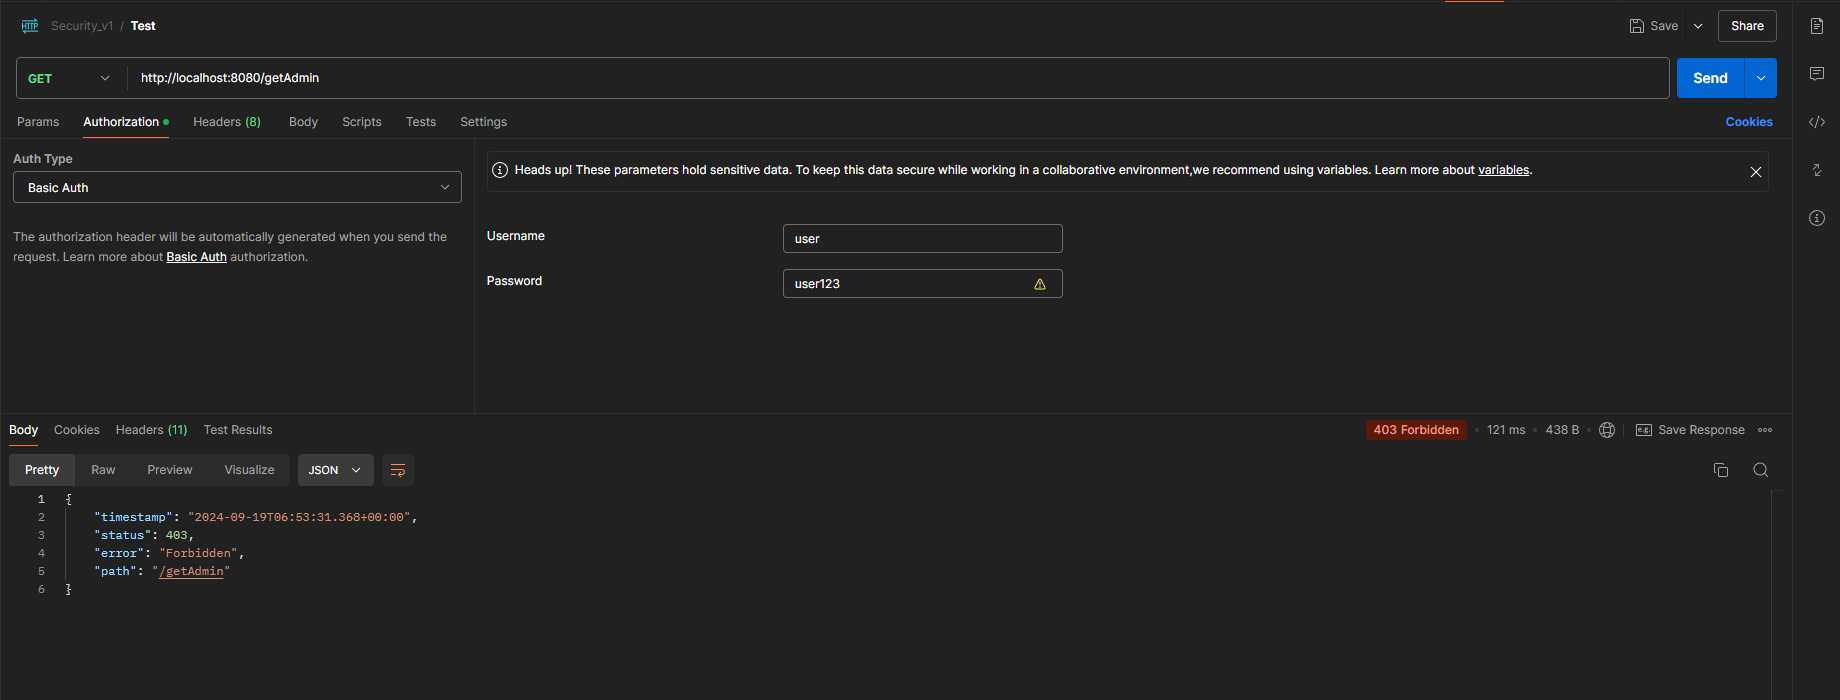 HTTP Security_v1 / Test Save Share
GET http://localhost:8080/getAdmin Send
Params Authorization Headers (8) Body Scripts Tests Settings Cookies
Auth Type
Basic Auth
The authorization header will be automatically generated when you send the
request. Learn more about Basic Auth authorization.
Heads up! These parameters hold sensitive data. To keep this data secure while working in a collaborative environment,we recommend using variables. Learn more about variables.
Username user
Password user123
Body Cookies Headers (11) Test Results 403 Forbidden • 121 ms • 438 B • e.g. Save Response
Pretty Raw Preview Visualize JSON
1 {
2 "timestamp": "2024-09-19T06:53:31.368+00:00",
3 "status": 403,
4 "error": "Forbidden",
5 "path": "/getAdmin"
6 }